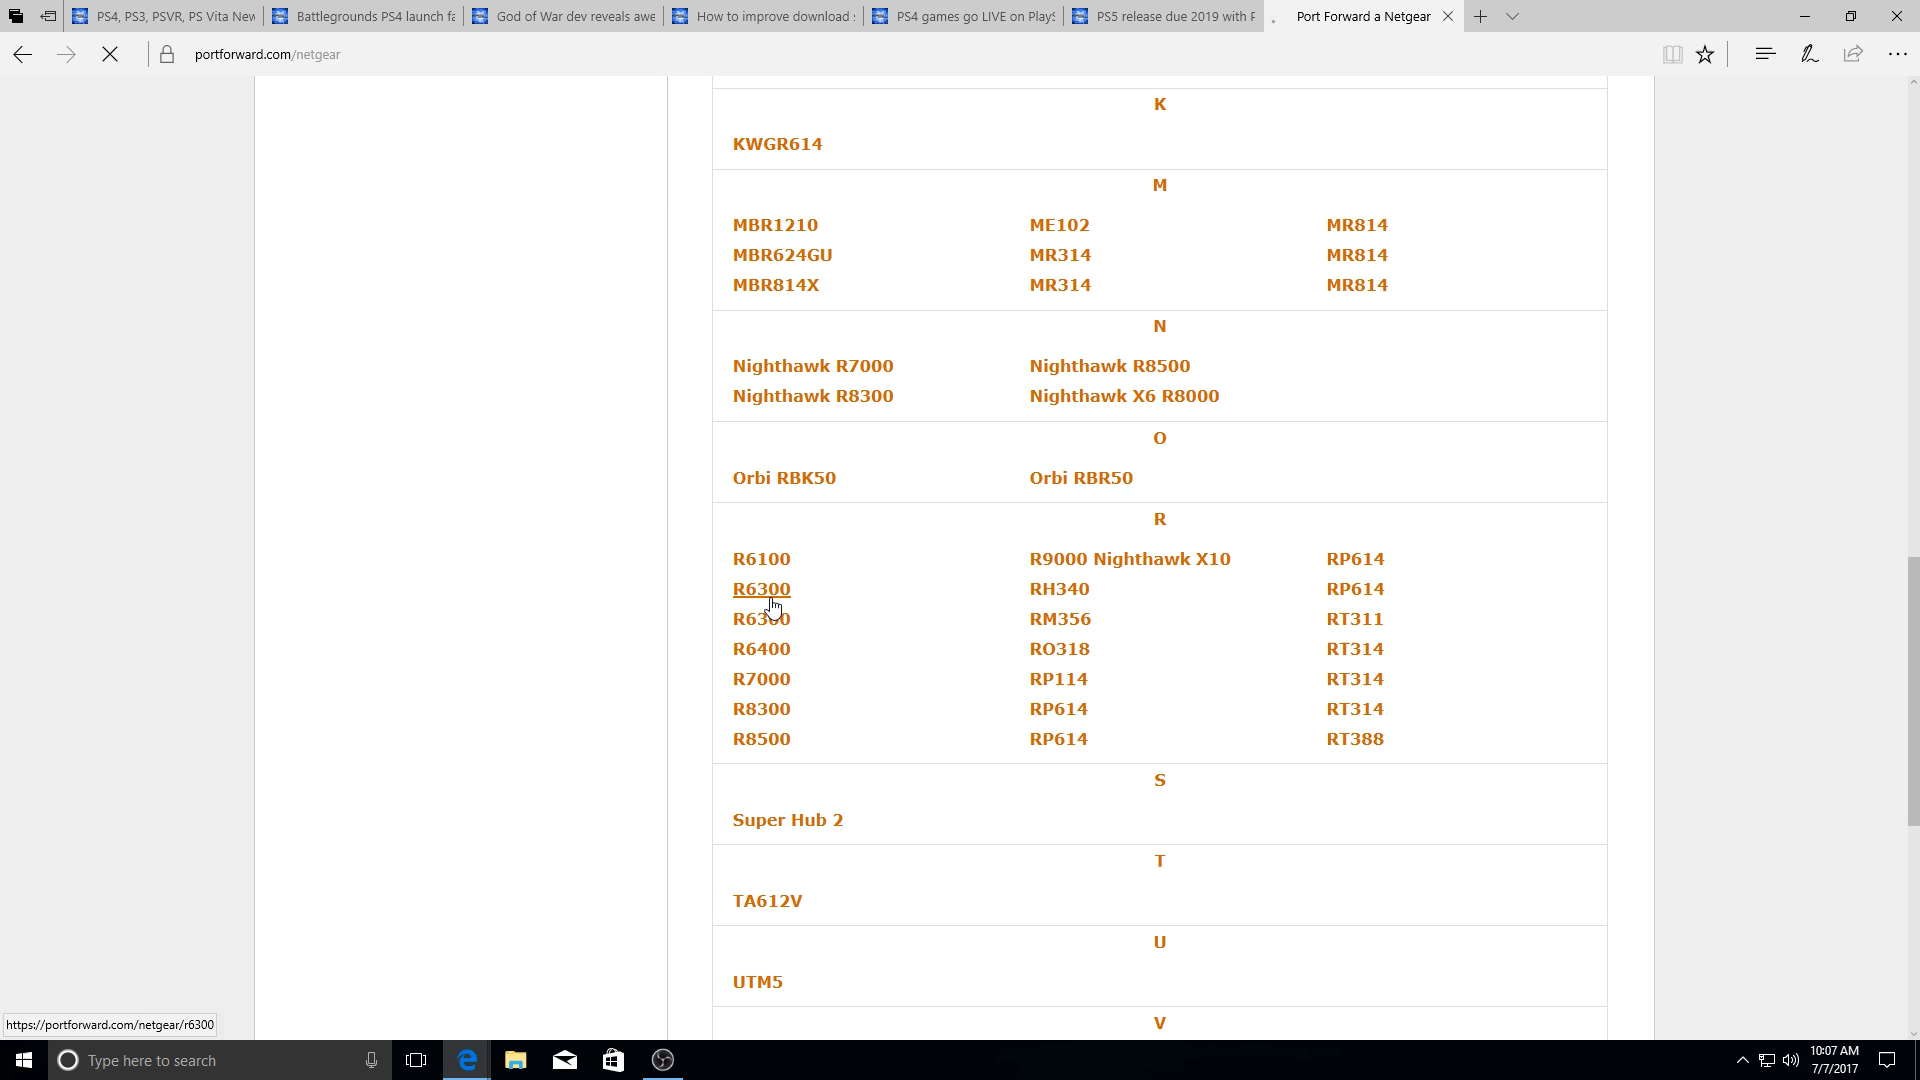 PS4, PS3, PSVR, PS Vita New
Battlegrounds PS4 launch fa
God of War dev reveals awe
How to improve download s
PS4 games go LIVE on PlayS
PS5 release due 2019 with F
Port Forward a Netgear
portforward.com/netgear
K
KWGR614
M
MBR1210 ME102 MR814
MBR624GU MR314 MR814
MBR814X MR314 MR814
N
Nighthawk R7000 Nighthawk R8500
Nighthawk R8300 Nighthawk X6 R8000
O
Orbi RBK50 Orbi RBR50
R
R6100 R9000 Nighthawk X10 RP614
R6300 RH340 RP614
R6300 RM356 RT311
R6400 RO318 RT314
R7000 RP114 RT314
R8300 RP614 RT314
R8500 RP614 RT388
S
Super Hub 2
T
TA612V
U
UTM5
V
https://portforward.com/netgear/r6300
Type here to search
10:07 AM
7/7/2017